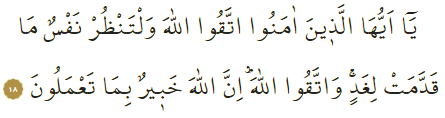 يَٓا اَيُّهَا الَّذ۪ينَ اٰمَنُوا اتَّقُوا اللّٰهَ وَلْتَنْظُرْ نَفْسٌ مَا
قَدَّمَتْ لِغَدٍۚ وَاتَّقُوا اللّٰهَۜ اِنَّ اللّٰهَ خَب۪يرٌ بِمَا تَعْمَلُونَ ﴿١٨﴾